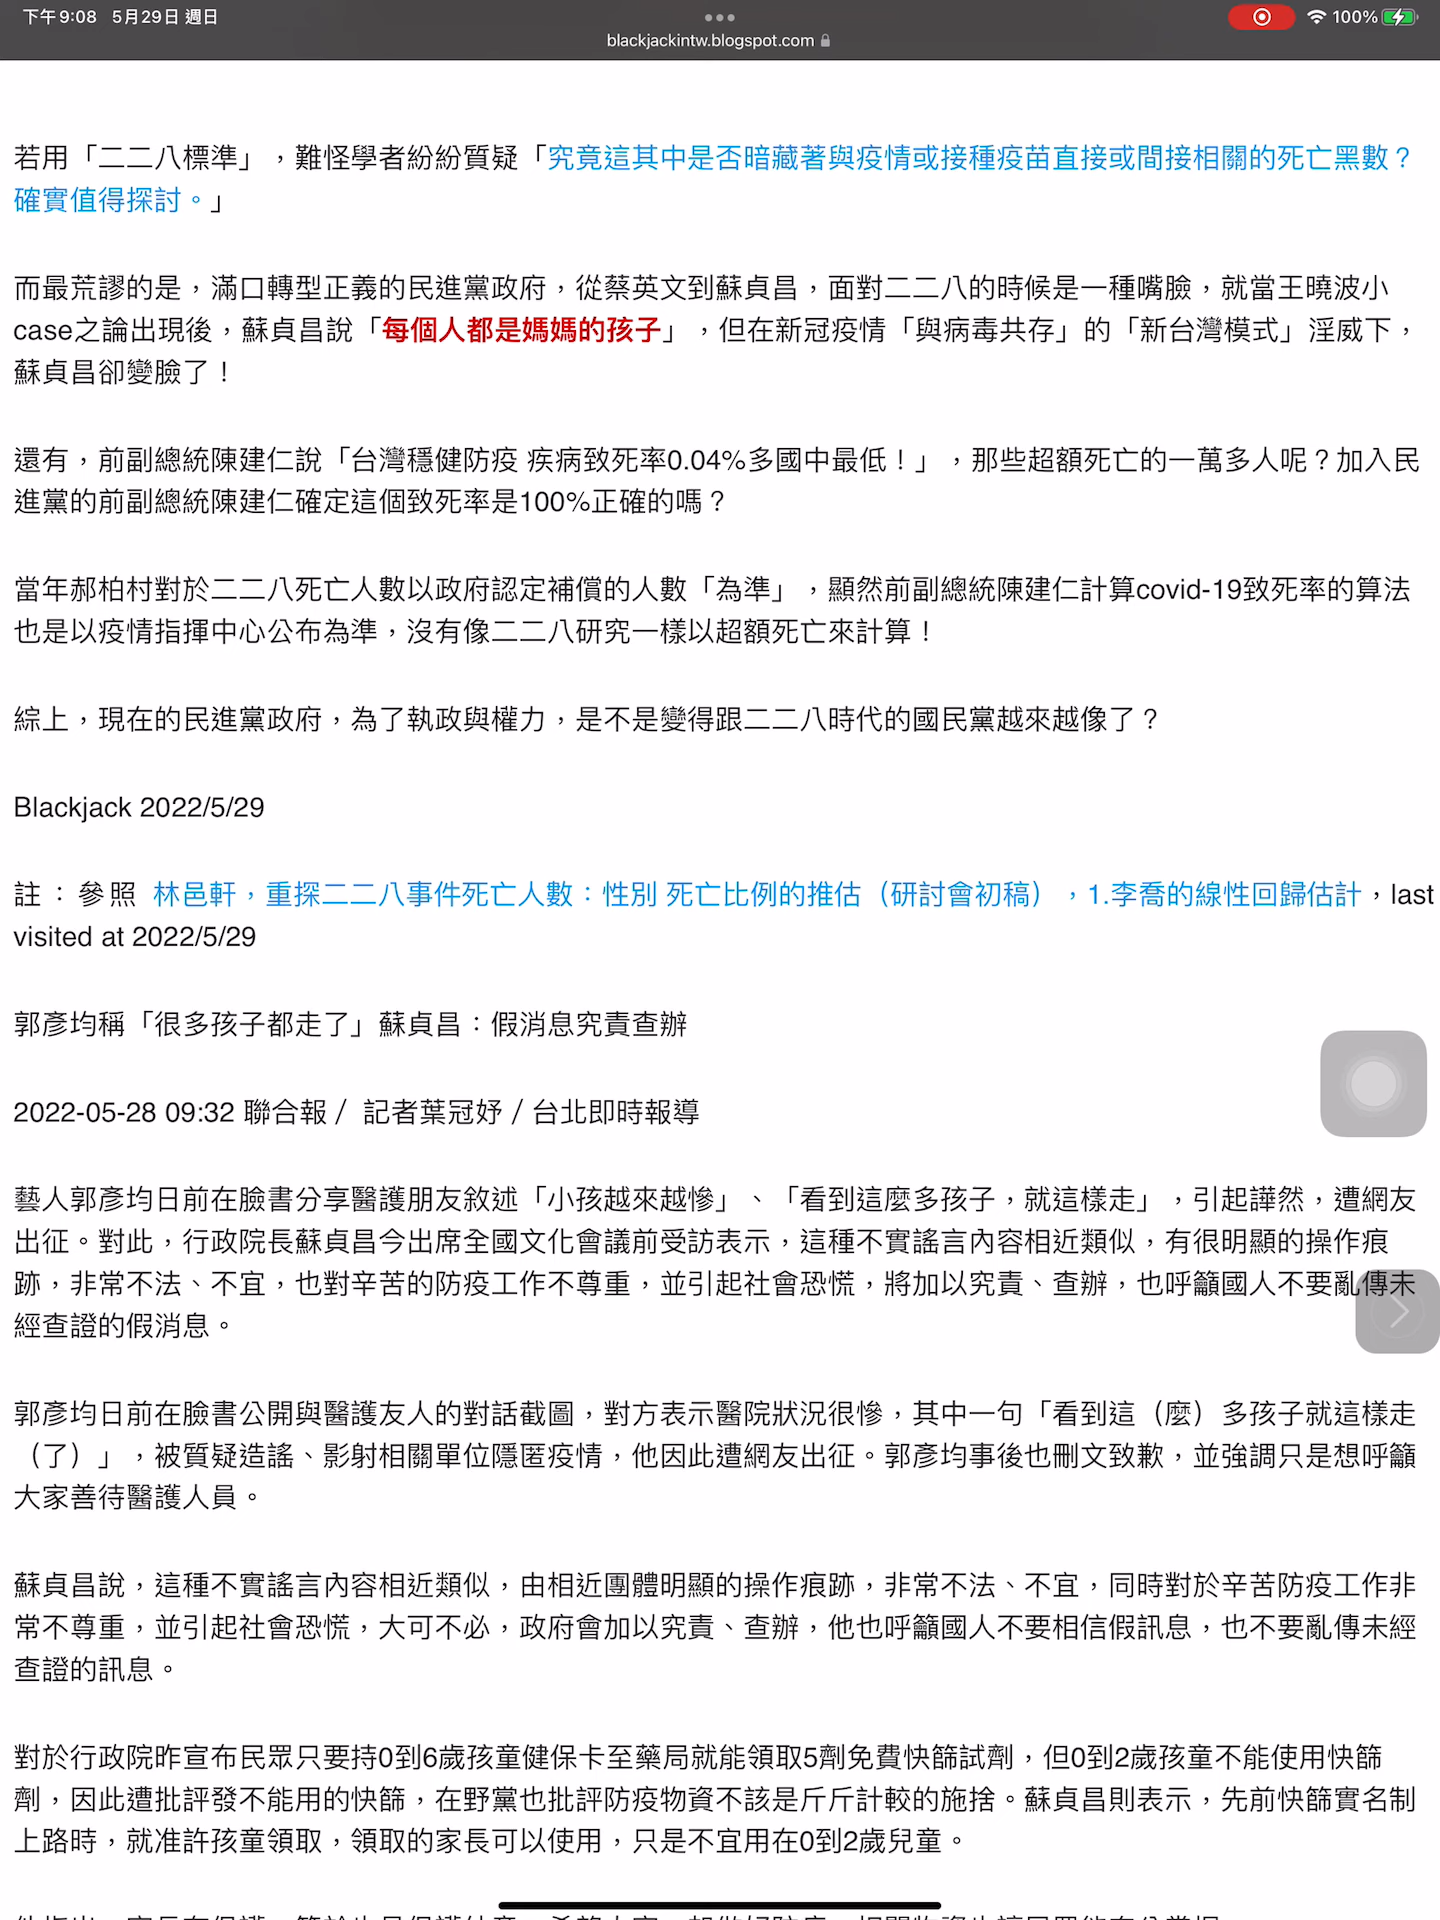 下午9:08 5月29日 週日
100%
blackjackintw.blogspot.com
若用「二二八標準」，難怪學者紛紛質疑「究竟這其中是否暗藏著與疫情或接種疫苗直接或間接相關的死亡黑數？
確實值得探討。」
而最荒謬的是，滿口轉型正義的民進黨政府，從蔡英文到蘇貞昌，面對二二八的時候是一種嘴臉，就當王曉波小
case之論出現後，蘇貞昌說「每個人都是媽媽的孩子」，但在新冠疫情「與病毒共存」的「新台灣模式」淫威下，
蘇貞昌卻變臉了！
還有，前副總統陳建仁說「台灣穩健防疫 疾病致死率0.04%多國中最低！」，那些超額死亡的一萬多人呢？加入民
進黨的前副總統陳建仁確定這個致死率是100%正確的嗎？
當年郝柏村對於二二八死亡人數以政府認定補償的人數「為準」，顯然前副總統陳建仁計算covid-19致死率的算法
也是以疫情指揮中心公布為準，沒有像二二八研究一樣以超額死亡來計算！
綜上，現在的民進黨政府，為了執政與權力，是不是變得跟二二八時代的國民黨越來越像了？
Blackjack 2022/5/29
註：參照 林邑軒，重探二二八事件死亡人數：性別 死亡比例的推估（研討會初稿），1.李喬的線性回歸估計，last
visited at 2022/5/29
郭彥均稱「很多孩子都走了」蘇貞昌：假消息究責查辦
2022-05-28 09:32 聯合報／ 記者葉冠妤／台北即時報導
藝人郭彥均日前在臉書分享醫護朋友敘述「小孩越來越慘」、「看到這麼多孩子，就這樣走」，引起譁然，遭網友
出征。對此，行政院長蘇貞昌今出席全國文化會議前受訪表示，這種不實謠言內容相近類似，有很明顯的操作痕
跡，非常不法、不宜，也對辛苦的防疫工作不尊重，並引起社會恐慌，將加以究責、查辦，也呼籲國人不要亂傳未
經查證的假消息。
郭彥均日前在臉書公開與醫護友人的對話截圖，對方表示醫院狀況很慘，其中一句「看到這（麼）多孩子就這樣走
（了）」，被質疑造謠、影射相關單位隱匿疫情，他因此遭網友出征。郭彥均事後也刪文致歉，並強調只是想呼籲
大家善待醫護人員。
蘇貞昌說，這種不實謠言內容相近類似，由相近團體明顯的操作痕跡，非常不法、不宜，同時對於辛苦防疫工作非
常不尊重，並引起社會恐慌，大可不必，政府會加以究責、查辦，他也呼籲國人不要相信假訊息，也不要亂傳未經
查證的訊息。
對於行政院昨宣布民眾只要持0到6歲孩童健保卡至藥局就能領取5劑免費快篩試劑，但0到2歲孩童不能使用快篩
劑，因此遭批評發不能用的快篩，在野黨也批評防疫物資不該是斤斤計較的施捨。蘇貞昌則表示，先前快篩實名制
上路時，就准許孩童領取，領取的家長可以使用，只是不宜用在0到2歲兒童。